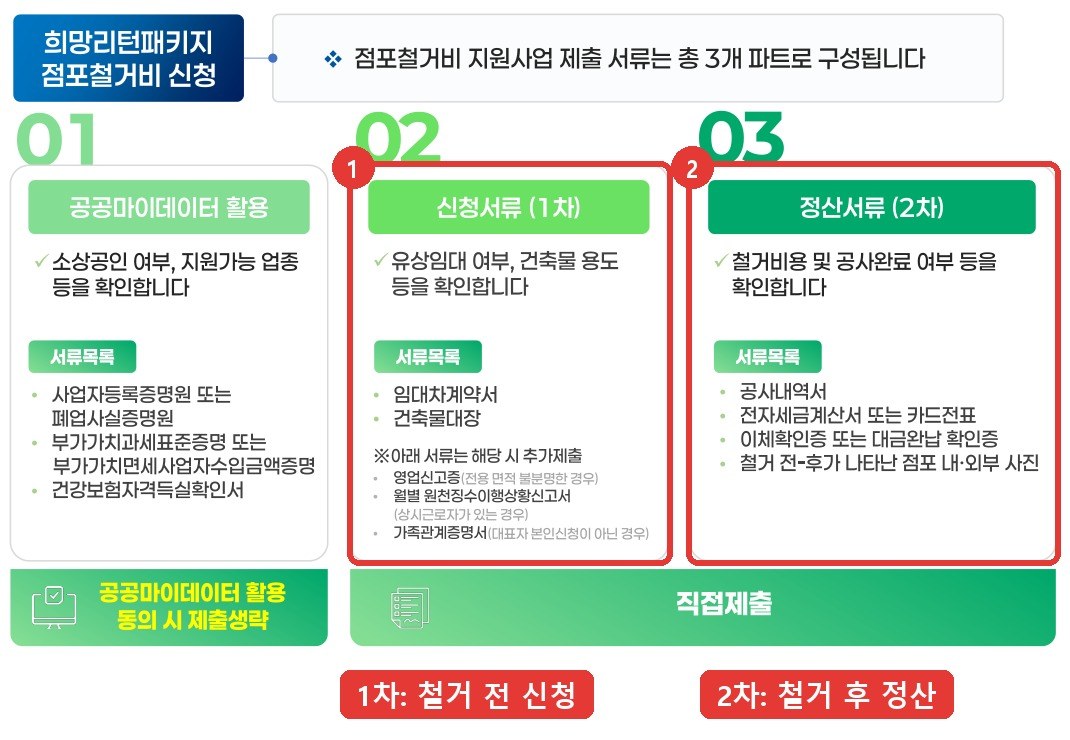 희망리턴패키지
점포철거비 신청
❖ 점포철거비 지원사업 제출 서류는 총 3개 파트로 구성됩니다
01
공공마이데이터 활용
✓소상공인 여부, 지원가능 업종
등을 확인합니다
서류목록
• 사업자등록증명원 또는
폐업사실증명원
• 부가가치과세표준증명 또는
부가가치면세사업자수입금액증명
• 건강보험자격득실확인서
공공마이데이터 활용
동의 시 제출생략
02
1
신청서류 (1차)
✓유상임대 여부, 건축물 용도
등을 확인합니다
서류목록
• 임대차계약서
• 건축물대장
※아래 서류는 해당 시 추가제출
• 영업신고증(전용 면적 불분명한 경우)
• 월별 원천징수이행상황신고서
(상시근로자가 있는 경우)
• 가족관계증명서(대표자 본인신청이 아닌 경우)
03
2
정산서류 (2차)
✓철거비용 및 공사완료 여부 등을
확인합니다
서류목록
• 공사내역서
• 전자세금계산서 또는 카드전표
• 이체확인증 또는 대금완납 확인증
• 철거 전-후가 나타난 점포 내·외부 사진
직접제출
1차: 철거 전 신청
2차: 철거 후 정산